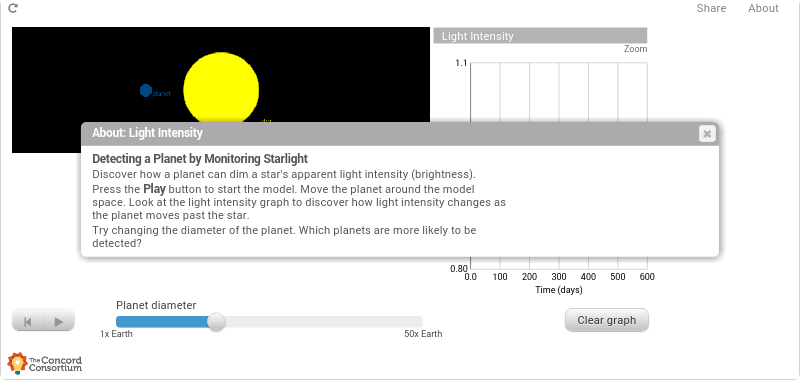 Share About
Light Intensity
Zoom
1.1
planet
About: Light Intensity
Detecting a Planet by Monitoring Starlight
Discover how a planet can dim a star's apparent light intensity (brightness).
Press the Play button to start the model. Move the planet around the model
space. Look at the light intensity graph to discover how light intensity changes as
the planet moves past the star.
Try changing the diameter of the planet. Which planets are more likely to be
detected?
0.80
0.0 100 200 300 400 500 600
Time (days)
Planet diameter
1x Earth 50x Earth
Clear graph
The Concord
Consortium